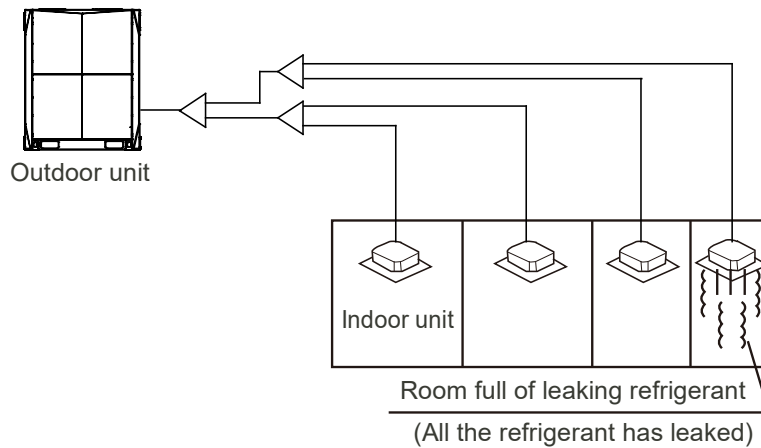 Outdoor unit
Indoor unit
Room full of leaking refrigerant
(All the refrigerant has leaked)